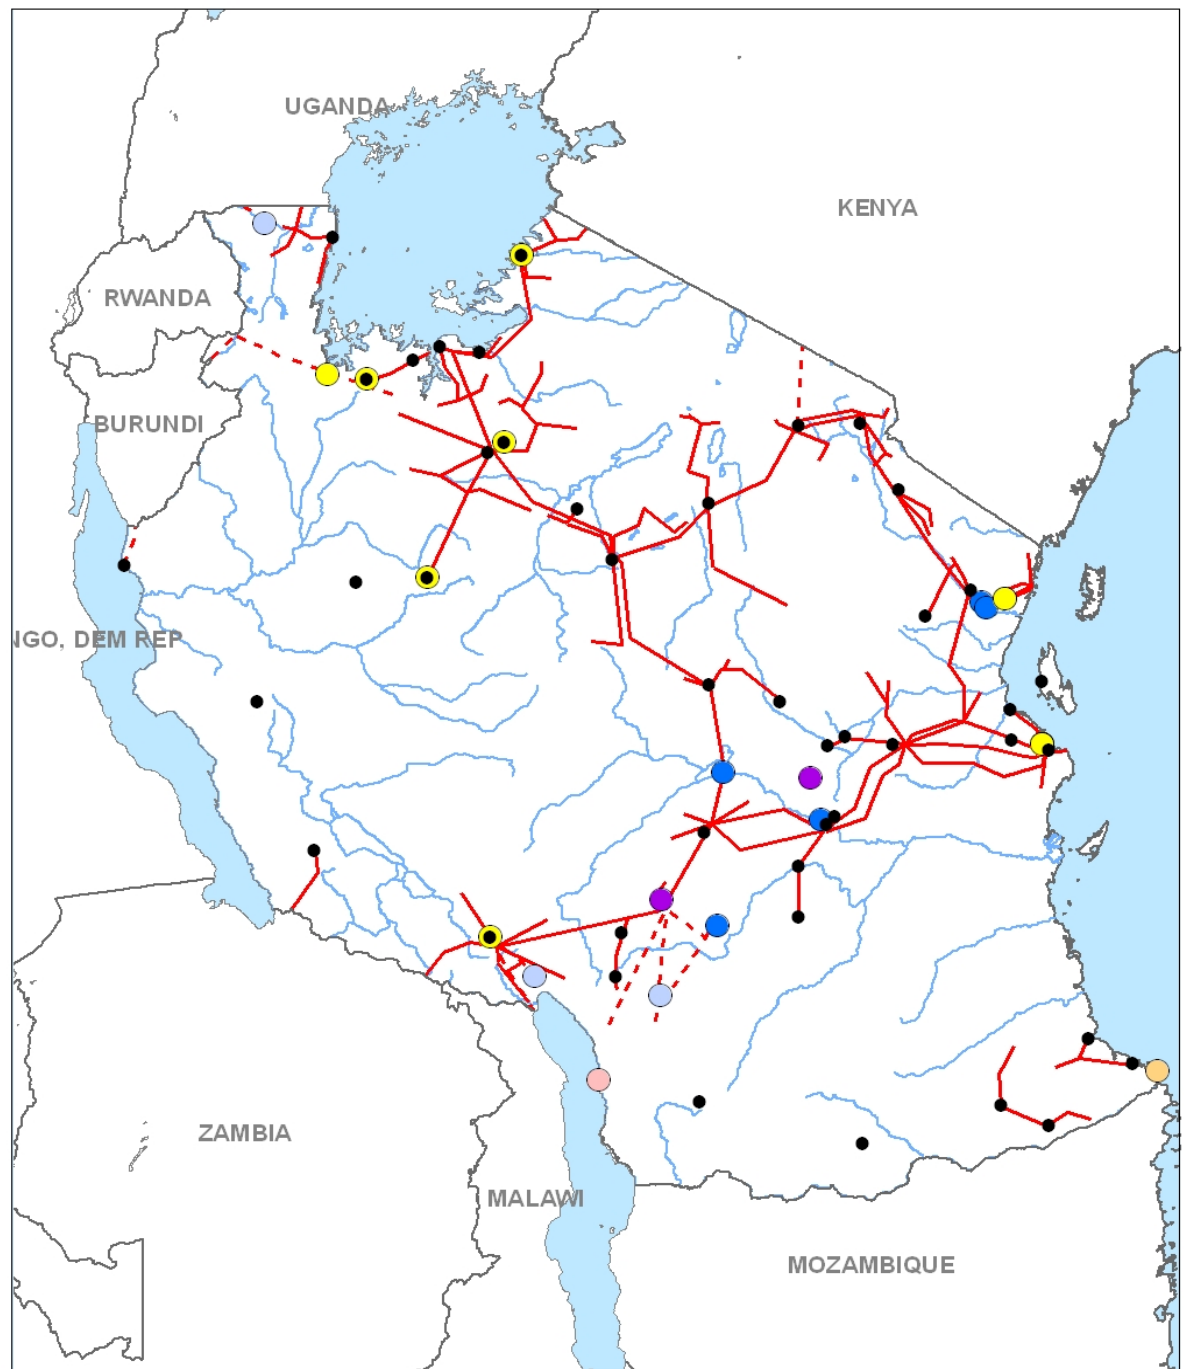 UGANDA
KENYA
RWANDA
BURUNDI
NGO, DEM REP
ZAMBIA
MALAWI
MOZAMBIQUE